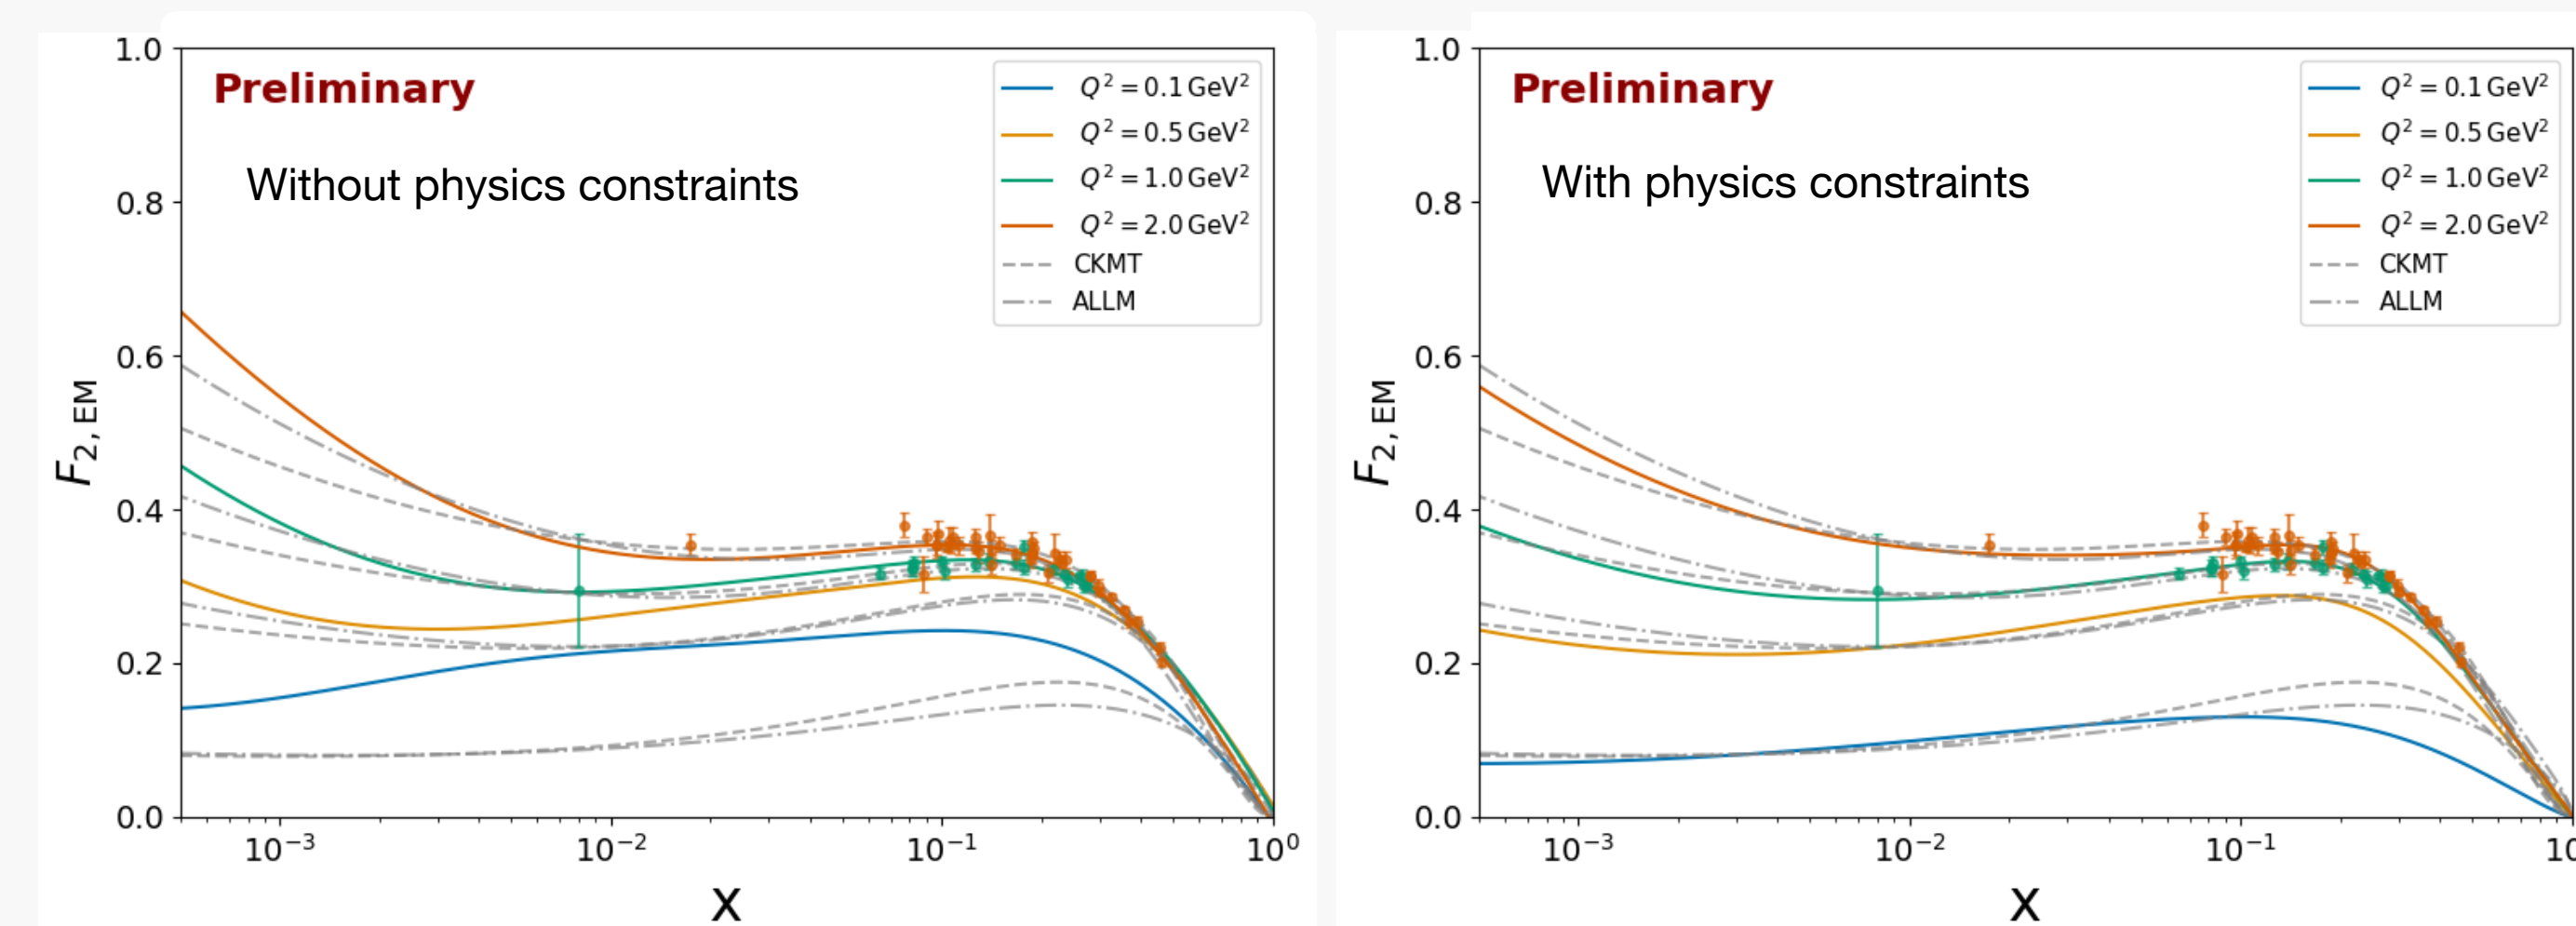 Preliminary
Without physics constraints
Q² = 0.1 GeV²
Q² = 0.5 GeV²
Q² = 1.0 GeV²
Q² = 2.0 GeV²
CKMT
ALLM
1.0
0.8
0.6
0.4
0.2
0.0
F₂, EM
10⁻³
10⁻²
10⁻¹
10⁰
x
Preliminary
With physics constraints
Q² = 0.1 GeV²
Q² = 0.5 GeV²
Q² = 1.0 GeV²
Q² = 2.0 GeV²
CKMT
ALLM
1.0
0.8
0.6
0.4
0.2
0.0
F₂, EM
10⁻³
10⁻²
10⁻¹
x